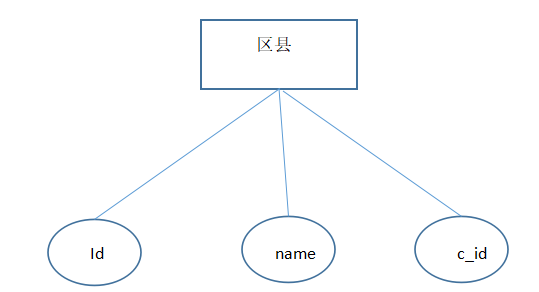 区县
Id
name
c_id